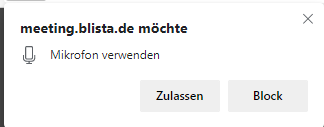 meeting.blista.de möchte
Mikrofon verwenden
Zulassen Block